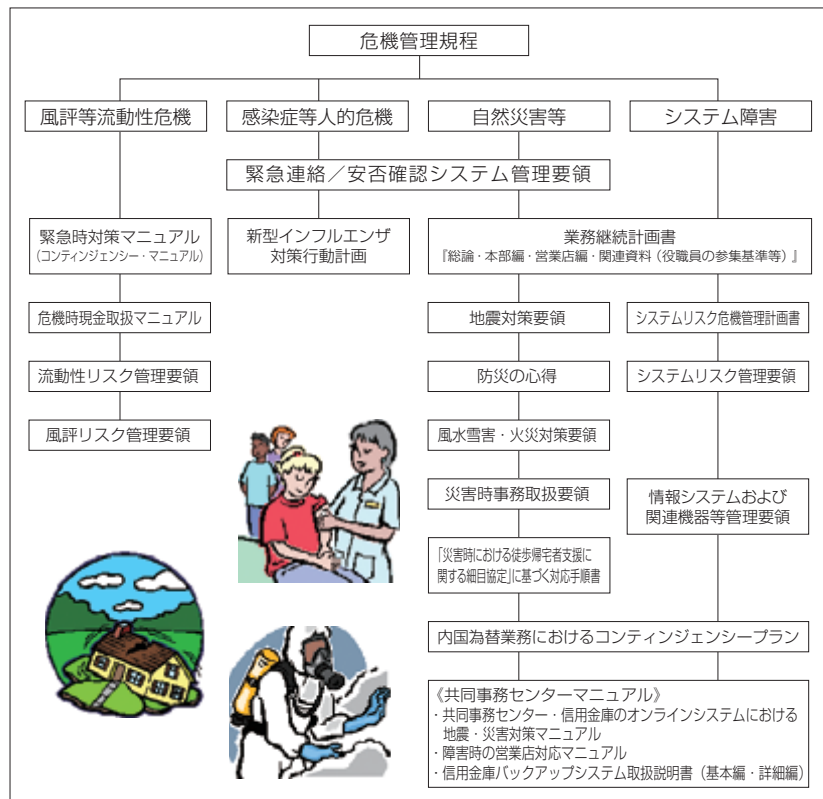 危機管理規程
風評等流動性危機
感染症等人的危機
自然災害等
システム障害
緊急連絡／安否確認システム管理要領
緊急時対策マニュアル
（コンティンジェンシー・マニュアル）
新型インフルエンザ
対策行動計画
業務継続計画書
『総論・本部編・営業店編・関連資料（役職員の参集基準等）』
危機時現金取扱マニュアル
地震対策要領
システムリスク危機管理計画書
流動性リスク管理要領
防災の心得
システムリスク管理要領
風評リスク管理要領
風水雪害・火災対策要領
災害時事務取扱要領
情報システムおよび
関連機器等管理要領
「災害時における徒歩帰宅者支援に
関する細目協定」に基づく対応手順書
内国為替業務におけるコンティンジェンシープラン
《共同事務センターマニュアル》
・共同事務センター・信用金庫のオンラインシステムにおける
地震・災害対策マニュアル
・障害時の営業店対応マニュアル
・信用金庫バックアップシステム取扱説明書（基本編・詳細編）